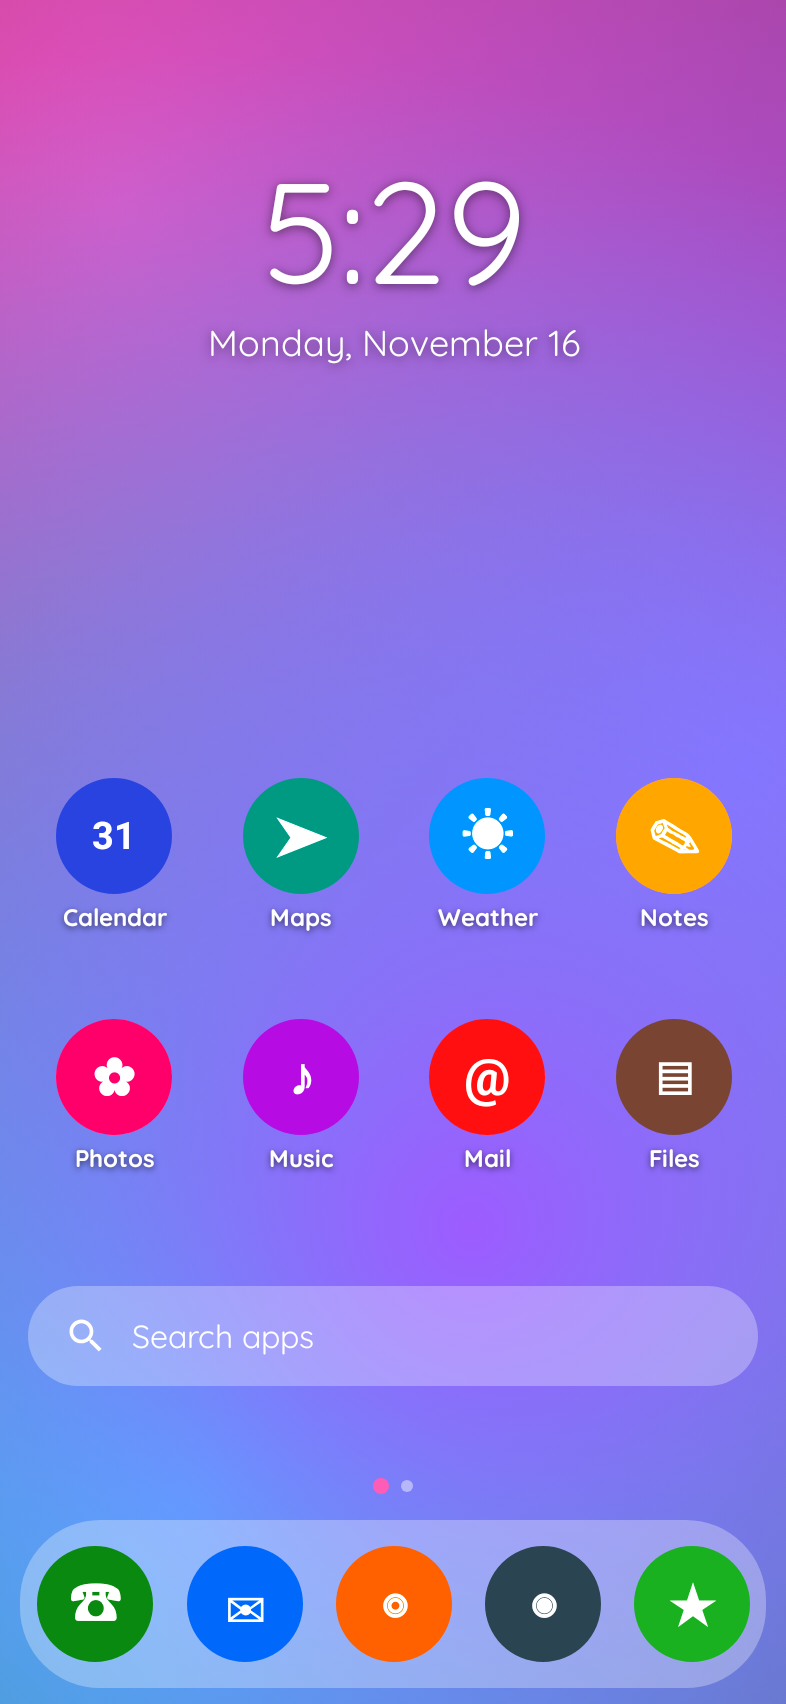 5:29
Monday, November 16
31
Calendar
Maps
Weather
Notes
@
Photos
Music
Mail
Files
Search apps